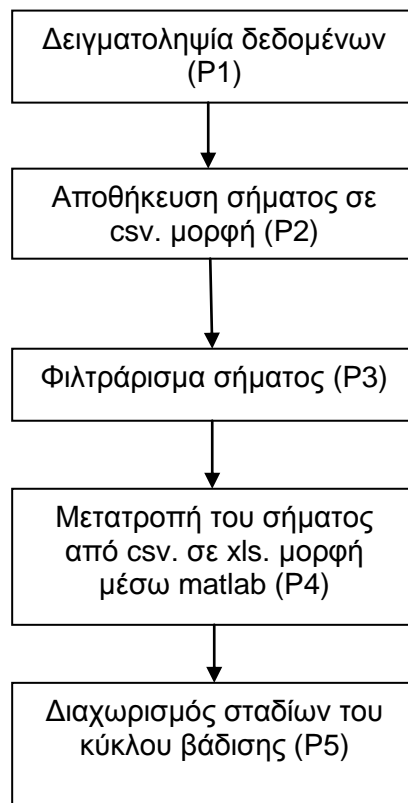 Δειγματοληψία δεδομένων
(P1)
Αποθήκευση σήματος σε
csv. μορφή (P2)
Φιλτράρισμα σήματος (P3)
Μετατροπή του σήματος
από csv. σε xls. μορφή
μέσω matlab (P4)
Διαχωρισμός σταδίων του
κύκλου βάδισης (P5)